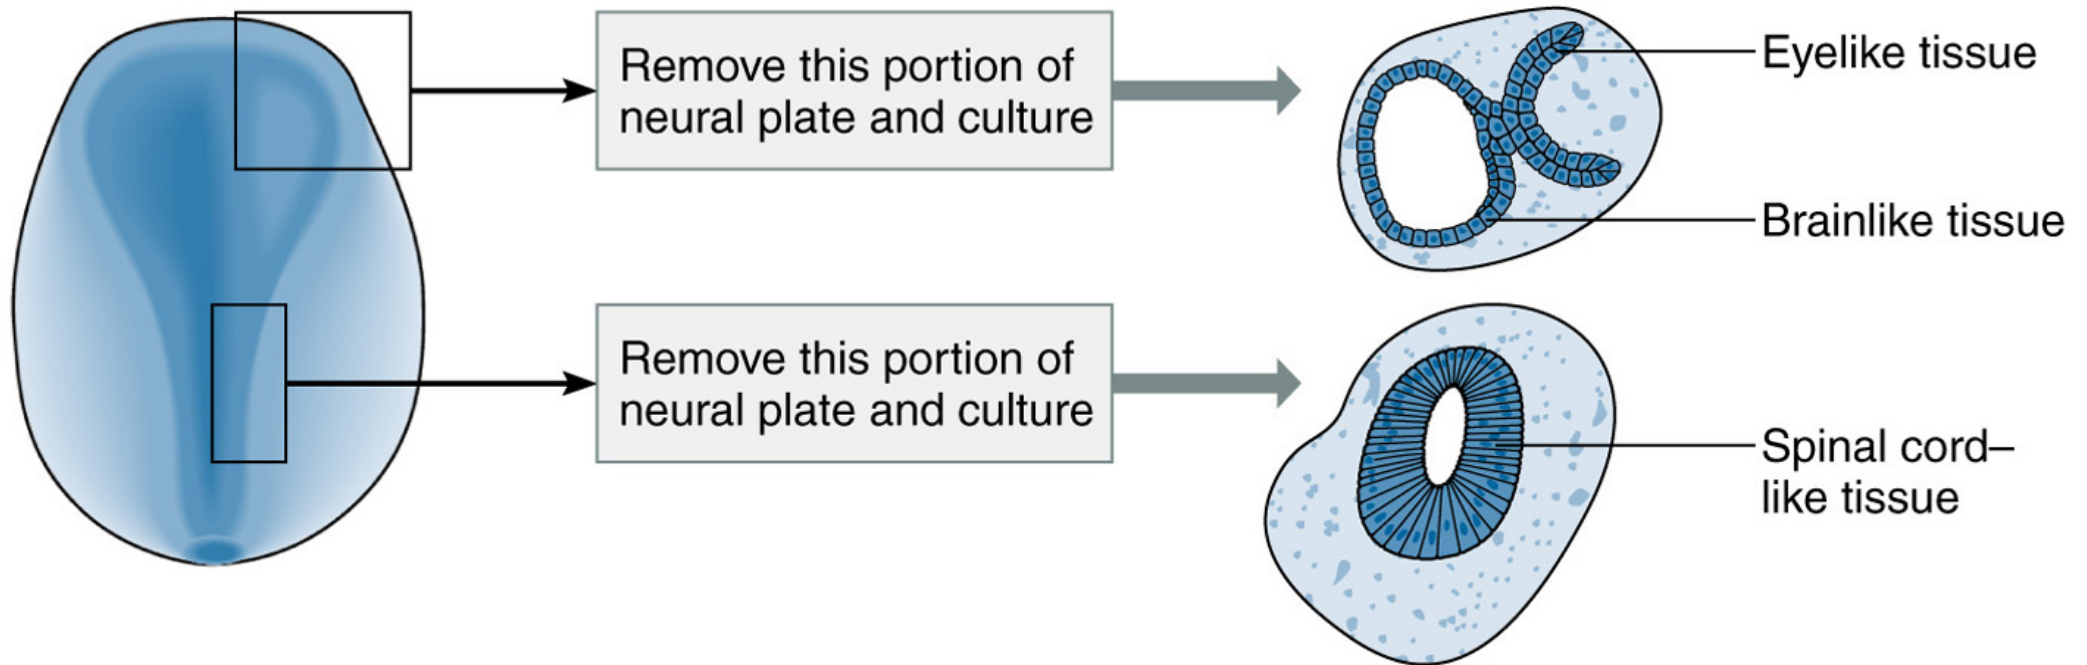 Remove this portion of
neural plate and culture
Eyelike tissue
Brainlike tissue
Remove this portion of
neural plate and culture
Spinal cord–
like tissue